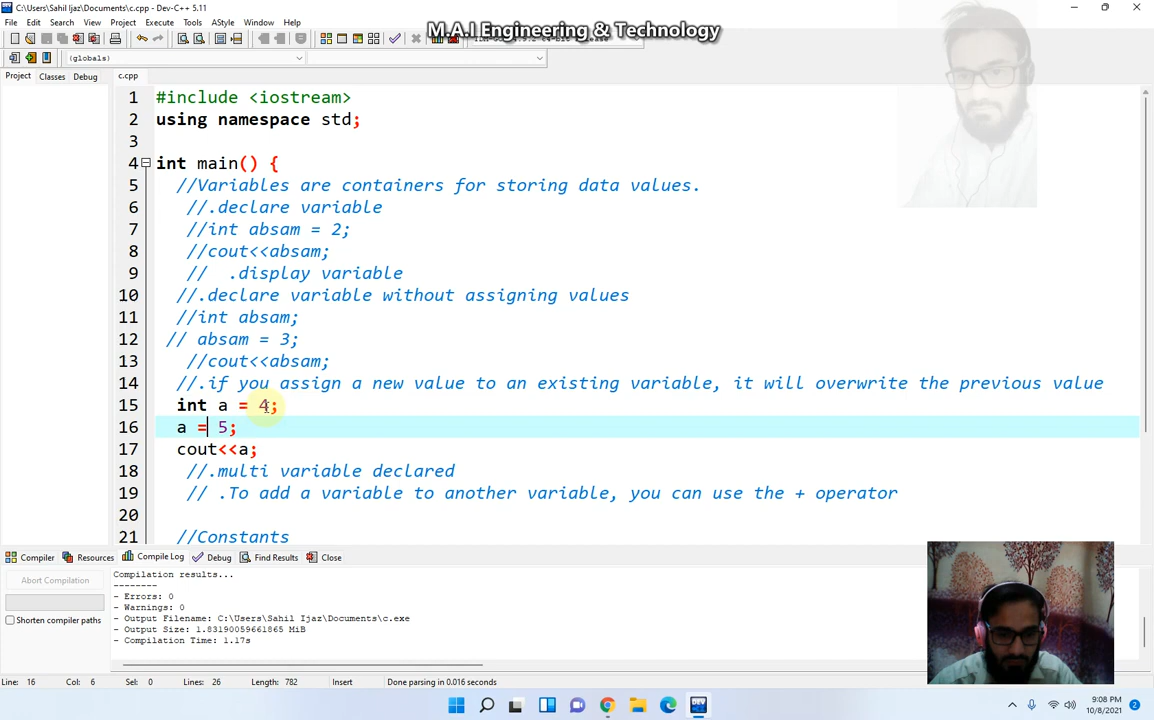 C:\Users\Sahil Ijaz\Documents\c.cpp - Dev-C++ 5.11
File Edit Search View Project Execute Tools AStyle Window Help
M.A.I Engineering & Technology
(globals)
Project Classes Debug c.cpp
1 #include <iostream>
2 using namespace std;
3
4 int main() {
5 //Variables are containers for storing data values.
6 //.declare variable
7 //int absam = 2;
8 //cout<<absam;
9 // .display variable
10 //.declare variable without assigning values
11 //int absam;
12 // absam = 3;
13 //cout<<absam;
14 //.if you assign a new value to an existing variable, it will overwrite the previous value
15 int a = 4;
16 a = 5;
17 cout<<a;
18 //.multi variable declared
19 // .To add a variable to another variable, you can use the + operator
20
21 //Constants
Compiler Resources Compile Log Debug Find Results Close
Abort Compilation
Shorten compiler paths
Compilation results...
--------
- Errors: 0
- Warnings: 0
- Output Filename: C:\Users\Sahil Ijaz\Documents\c.exe
- Output Size: 1.83190059661865 MiB
- Compilation Time: 1.17s
Line: 16 Col: 6 Sel: 0 Lines: 26 Length: 782 Insert Done parsing in 0.016 seconds
DEV
9:08 PM
10/8/2021
2